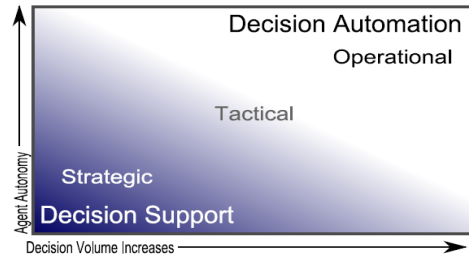 Decision Automation
Operational
Tactical
Strategic
Decision Support
Agent Autonomy
Decision Volume Increases